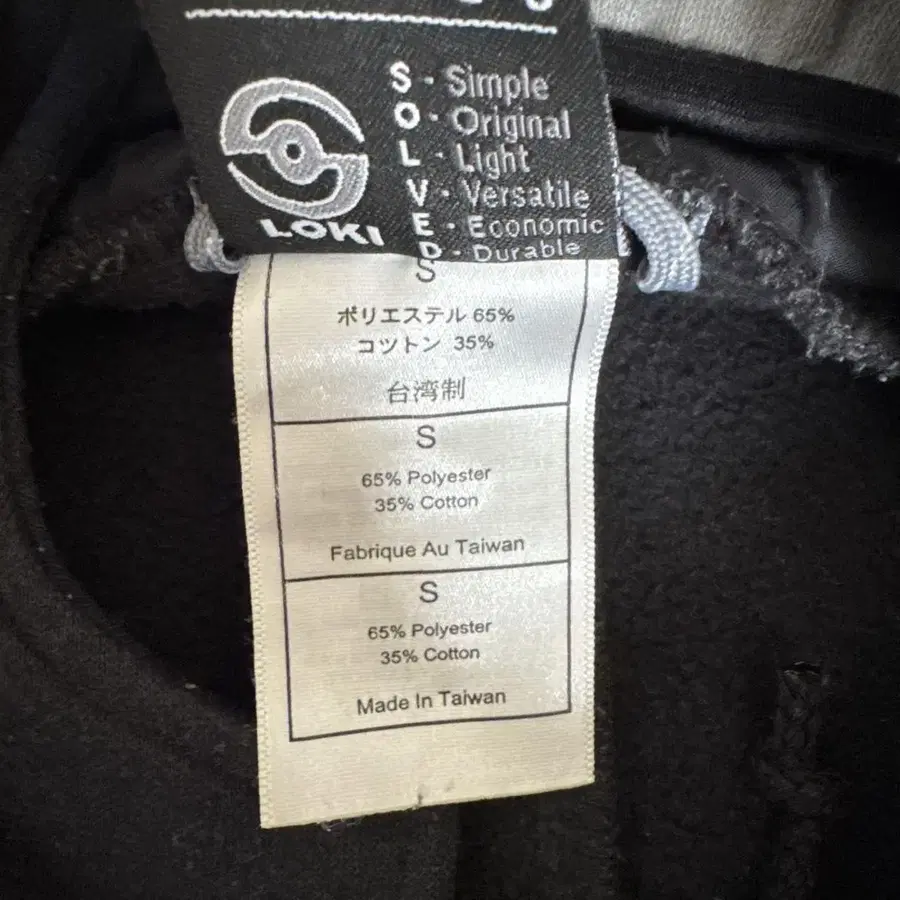 S - Simple
O - Original
L - Light
V - Versatile
E - Economic
D - Durable
LOKI
S
ポリエステル 65%
コツトン 35%
台湾制
S
65% Polyester
35% Cotton
Fabrique Au Taiwan
S
65% Polyester
35% Cotton
Made In Taiwan